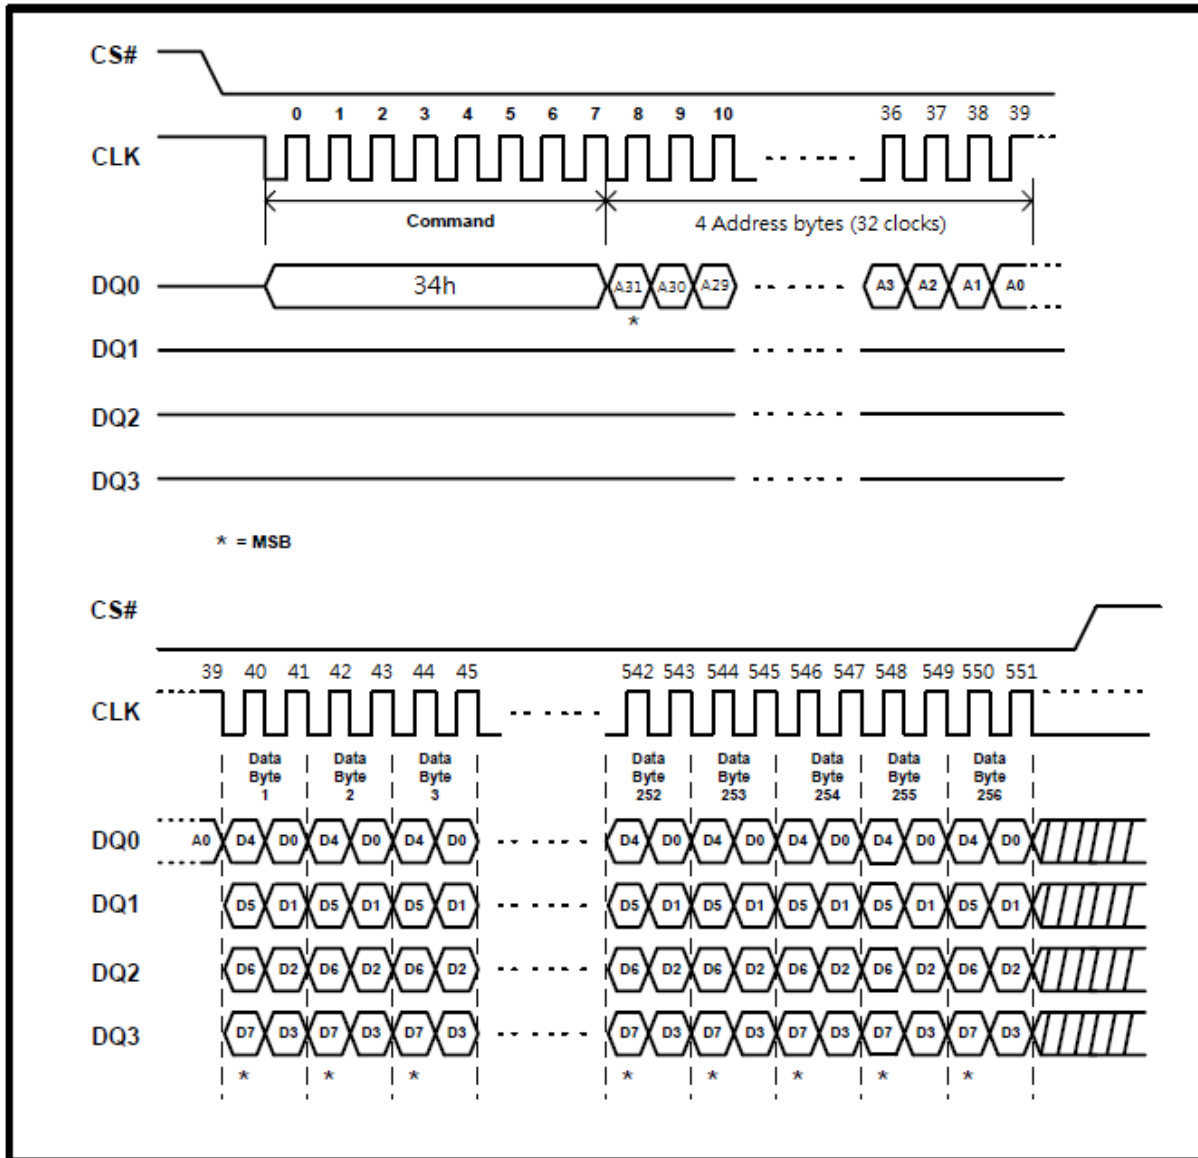 CS#
0 1 2 3 4 5 6 7 8 9 10 36 37 38 39
CLK
Command 4 Address bytes (32 clocks)
DQ0 34h A31 A30 A29 A3 A2 A1 A0
*
DQ1
DQ2
DQ3
* = MSB
CS#
39 40 41 42 43 44 45 542 543 544 545 546 547 548 549 550 551
CLK
Data Data Data Data Data Data Data Data
Byte Byte Byte Byte Byte Byte Byte Byte
1 2 3 252 253 254 255 256
DQ0 A0 D4 D0 D4 D0 D4 D0 D4 D0 D4 D0 D4 D0 D4 D0 D4 D0
DQ1 D5 D1 D5 D1 D5 D1 D5 D1 D5 D1 D5 D1 D5 D1 D5 D1
DQ2 D6 D2 D6 D2 D6 D2 D6 D2 D6 D2 D6 D2 D6 D2 D6 D2
DQ3 D7 D3 D7 D3 D7 D3 D7 D3 D7 D3 D7 D3 D7 D3 D7 D3
* * * * * * * *